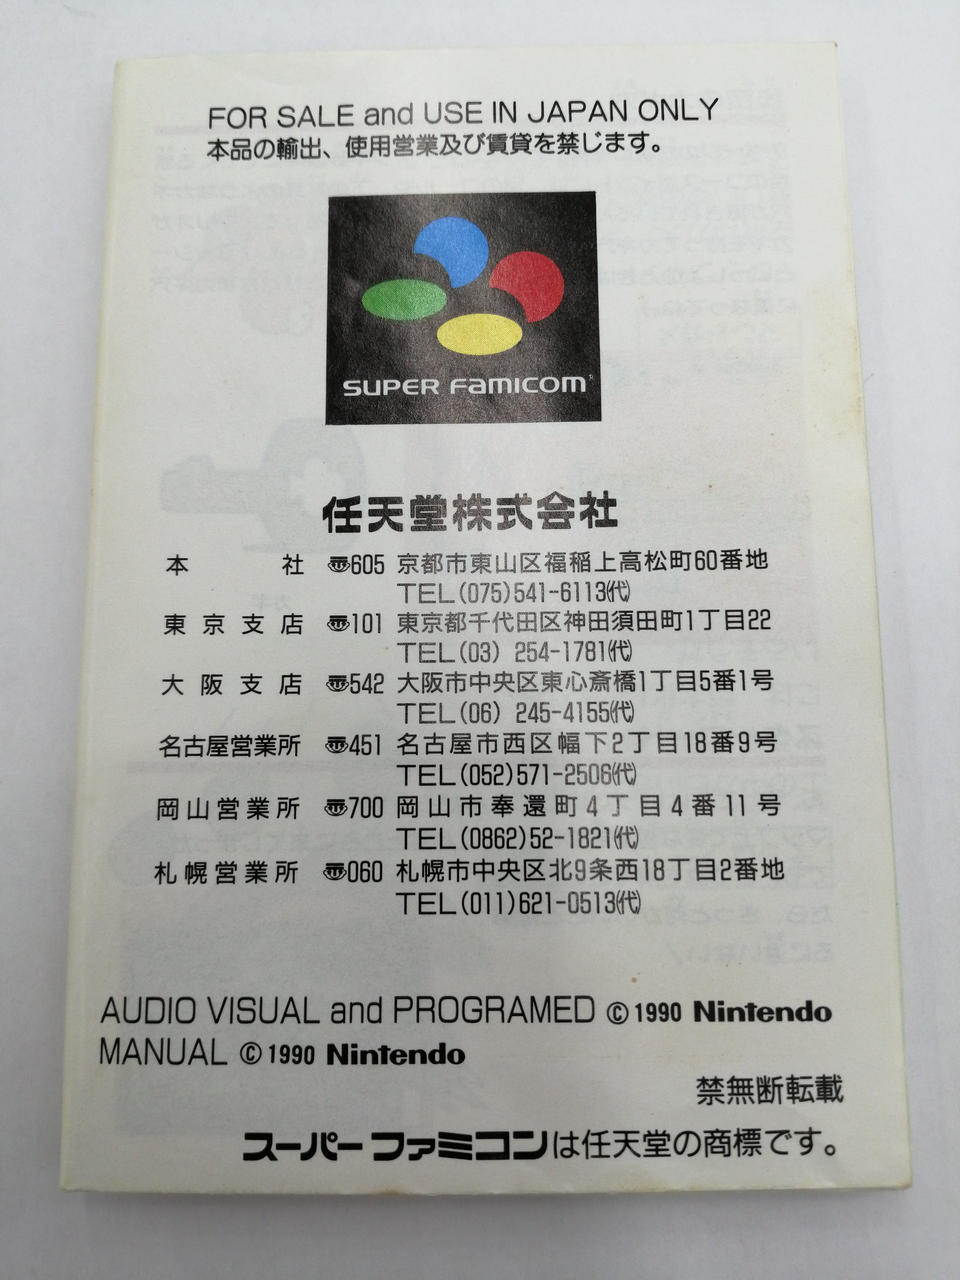 FOR SALE and USE IN JAPAN ONLY
本品の輸出、使用営業及び賃貸を禁じます。
SUPER FAMICOM
任天堂株式会社
本社 〠605 京都市東山区福稲上高松町60番地
TEL(075)541-6113㈹
東京支店 〠101 東京都千代田区神田須田町1丁目22
TEL(03) 254-1781㈹
大阪支店 〠542 大阪市中央区東心斎橋1丁目5番1号
TEL(06) 245-4155㈹
名古屋営業所 〠451 名古屋市西区幅下2丁目18番9号
TEL(052)571-2506㈹
岡山営業所 〠700 岡山市奉還町4丁目4番11号
TEL(0862)52-1821㈹
札幌営業所 〠060 札幌市中央区北9条西18丁目2番地
TEL(011)621-0513㈹
AUDIO VISUAL and PROGRAMED © 1990 Nintendo
MANUAL © 1990 Nintendo
禁無断転載
スーパーファミコンは任天堂の商標です。